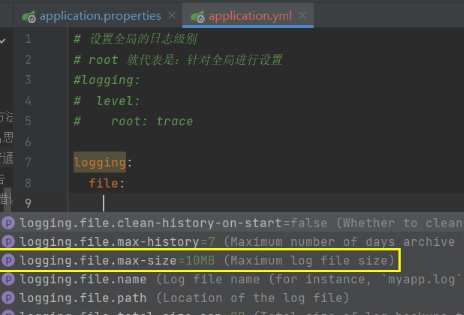 application.properties application.yml
1 # 设置全局的日志级别
2 # root 就代表是：针对全局进行设置
3 #logging:
4 # level:
5 # root: trace
6
7 logging:
8 file:
9
logging.file.clean-history-on-start=false (Whether to clean
logging.file.max-history=7 (Maximum number of days archive
logging.file.max-size=10MB (Maximum log file size)
logging.file.name (Log file name (for instance, `myapp.log`
logging.file.path (Location of the log file)